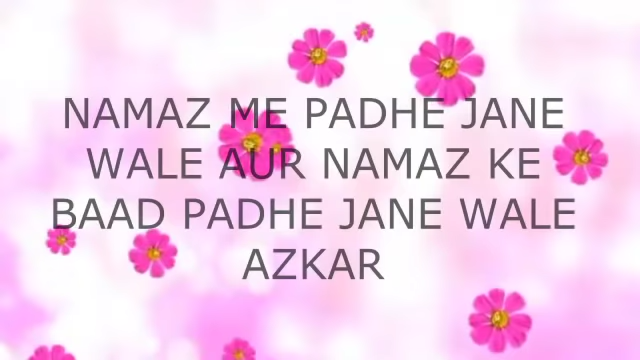 NAMAZ ME PADHE JANE
WALE AUR NAMAZ KE
BAAD PADHE JANE WALE
AZKAR